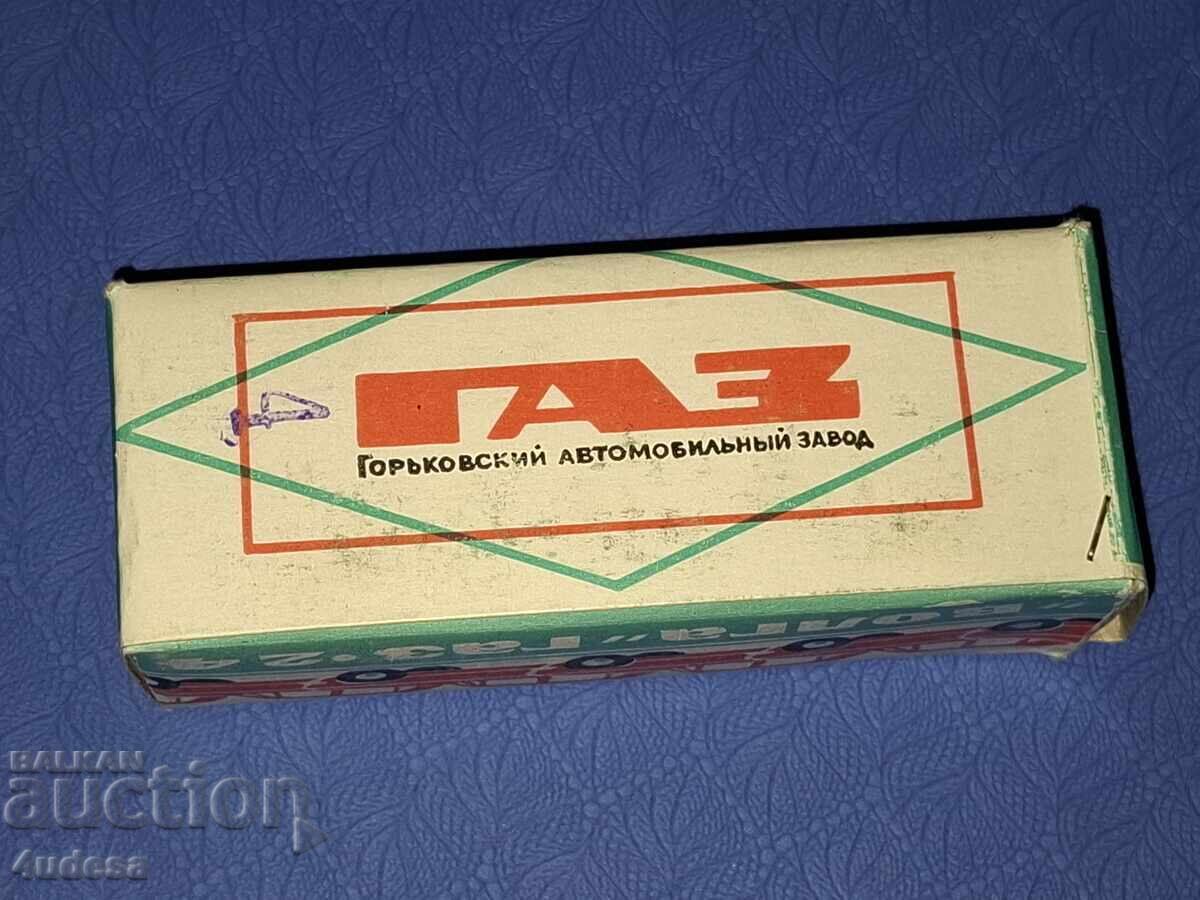 ГАЗ
Горьковский автомобильный завод
"Волга" Газ-24
BALKAN
auction
4udesa